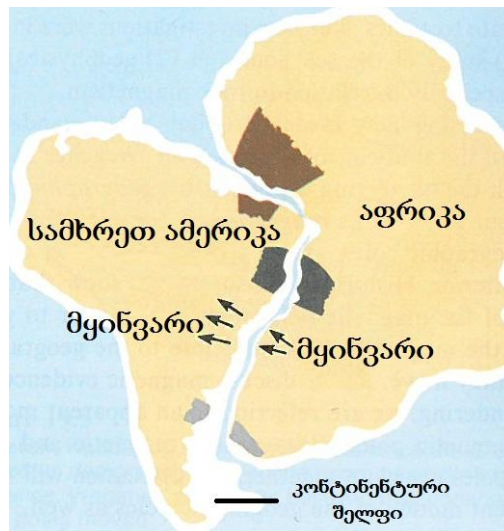 აფრიკა
სამხრეთ ამერიკა
მყინვარი
მყინვარი
კონტინენტური
შელფი